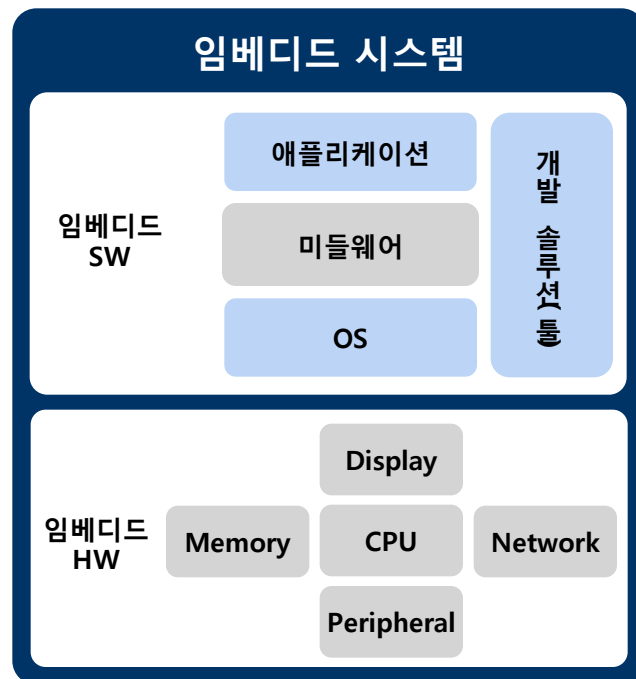 임베디드 시스템
임베디드
SW
애플리케이션
미들웨어
OS
개발 솔루션(툴)
임베디드
HW
Display
Memory
CPU
Network
Peripheral